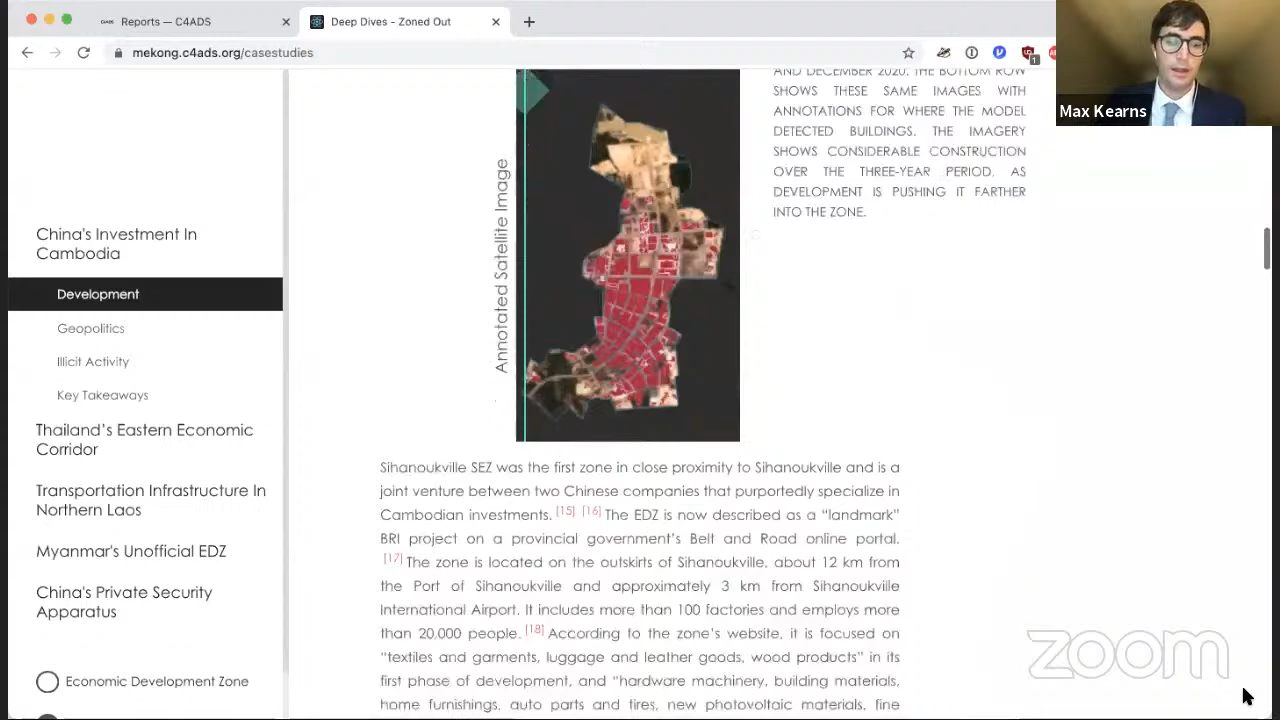 Reports — C4ADS
Deep Dives - Zoned Out
mekong.c4ads.org/casestudies
1
Max Kearns
AND DECEMBER 2020. THE BOTTOM ROW
SHOWS THESE SAME IMAGES WITH
ANNOTATIONS FOR WHERE THE MODEL
DETECTED BUILDINGS. THE IMAGERY
SHOWS CONSIDERABLE CONSTRUCTION
OVER THE THREE-YEAR PERIOD, AS
DEVELOPMENT IS PUSHING IT FARTHER
INTO THE ZONE.
Annotated Satellite Image
China's Investment In
Cambodia
Development
Geopolitics
Illicit Activity
Key Takeaways
Thailand's Eastern Economic
Corridor
Transportation Infrastructure In
Northern Laos
Myanmar's Unofficial EDZ
China's Private Security
Apparatus
Economic Development Zone
Sihanoukville SEZ was the first zone in close proximity to Sihanoukville and is a
joint venture between two Chinese companies that purportedly specialize in
Cambodian investments. [15] [16] The EDZ is now described as a “landmark”
BRI project on a provincial government’s Belt and Road online portal.
[17] The zone is located on the outskirts of Sihanoukville, about 12 km from
the Port of Sihanoukville and approximately 3 km from Sihanoukville
International Airport. It includes more than 100 factories and employs more
than 20,000 people. [18] According to the zone’s website, it is focused on
“textiles and garments, luggage and leather goods, wood products” in its
first phase of development, and “hardware machinery, building materials,
home furnishings, auto parts and tires, new photovoltaic materials, fine
zoom